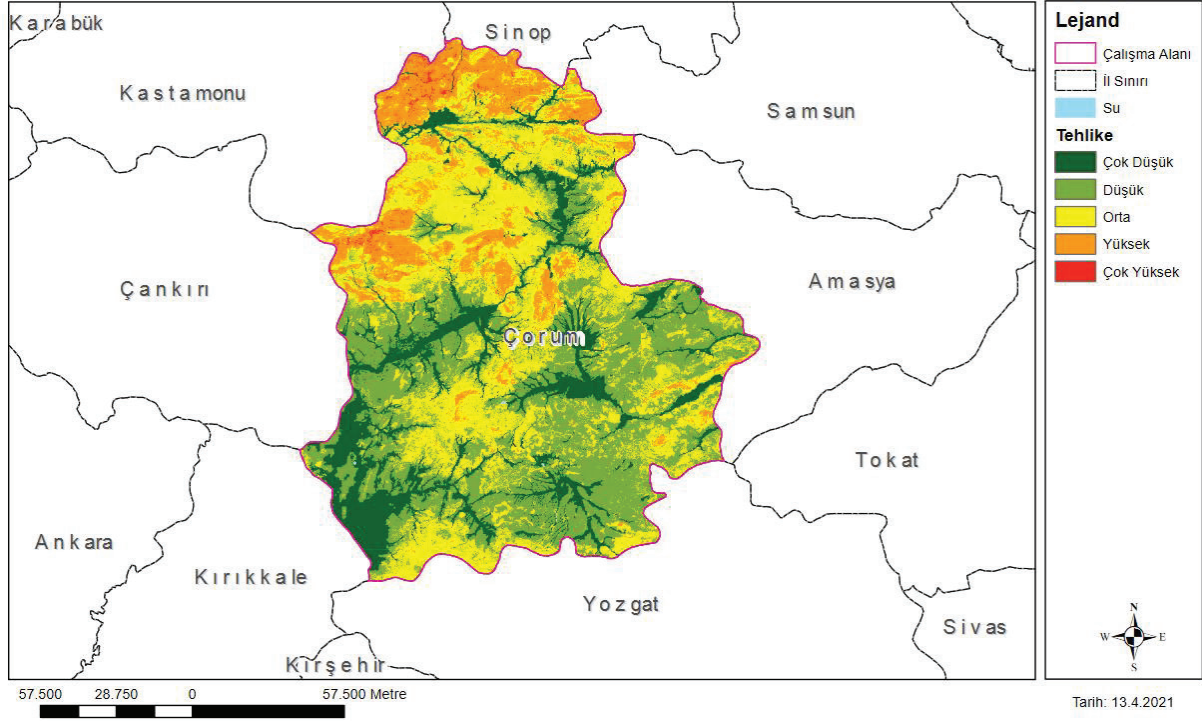 Karabük
Sinop
Kastamonu
Samsun
Çankırı
Amasya
Çorum
Tokat
Ankara
Kırıkkale
Yozgat
Sivas
Kırşehir
Lejand
Çalışma Alanı
İl Sınırı
Su
Tehlike
Çok Düşük
Düşük
Orta
Yüksek
Çok Yüksek
N
W E
S
57.500 28.750 0 57.500 Metre
Tarih: 13.4.2021